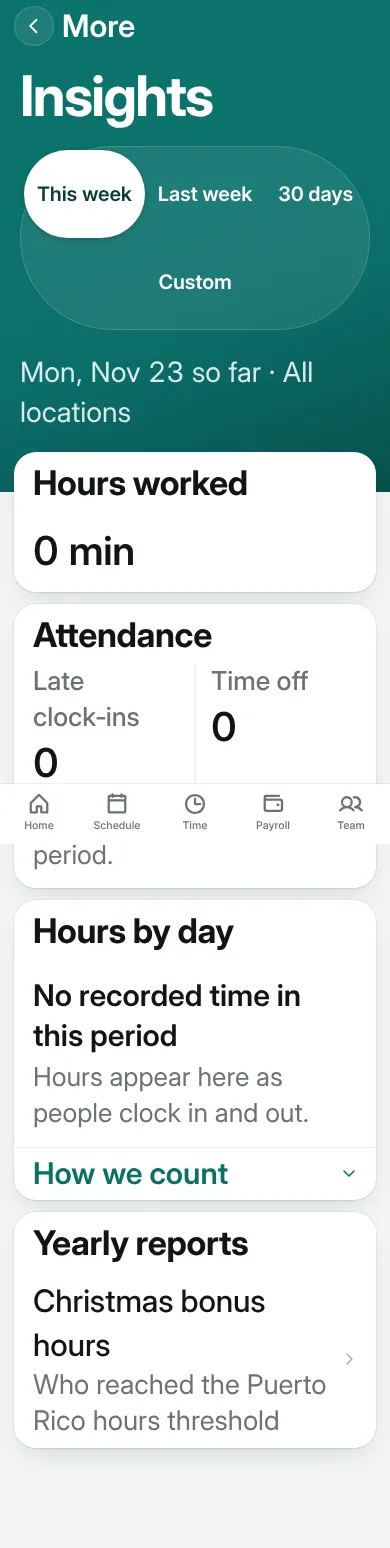 More
Insights
This week
Last week
30 days
Custom
Mon, Nov 23 so far · All
locations
Hours worked
0 min
Attendance
Late
clock-ins
0
Time off
0
Home
Schedule
Time
Payroll
Team
period.
Hours by day
No recorded time in
this period
Hours appear here as
people clock in and out.
How we count
Yearly reports
Christmas bonus
hours
Who reached the Puerto
Rico hours threshold